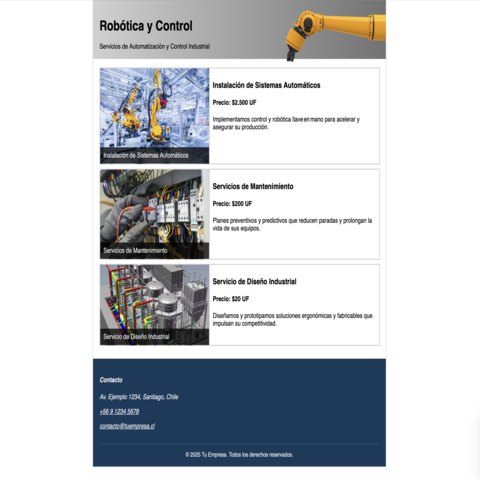 Robótica y Control
Servicios de Automatización y Control Industrial
Instalación de Sistemas Automáticos
Instalación de Sistemas Automáticos
Precio: $2.500 UF
Implementamos control y robótica llave en mano para acelerar y
asegurar su producción.
Servicios de Mantenimiento
Servicios de Mantenimiento
Precio: $200 UF
Planes preventivos y predictivos que reducen paradas y prolongan la
vida de sus equipos.
Servicio de Diseño Industrial
Servicio de Diseño Industrial
Precio: $20 UF
Diseñamos y prototipamos soluciones ergonómicas y fabricables que
impulsan su competitividad.
Contacto
Av. Ejemplo 1234, Santiago, Chile
+56 9 1234 5678
contacto@tuempresa.cl
© 2025 Tu Empresa. Todos los derechos reservados.